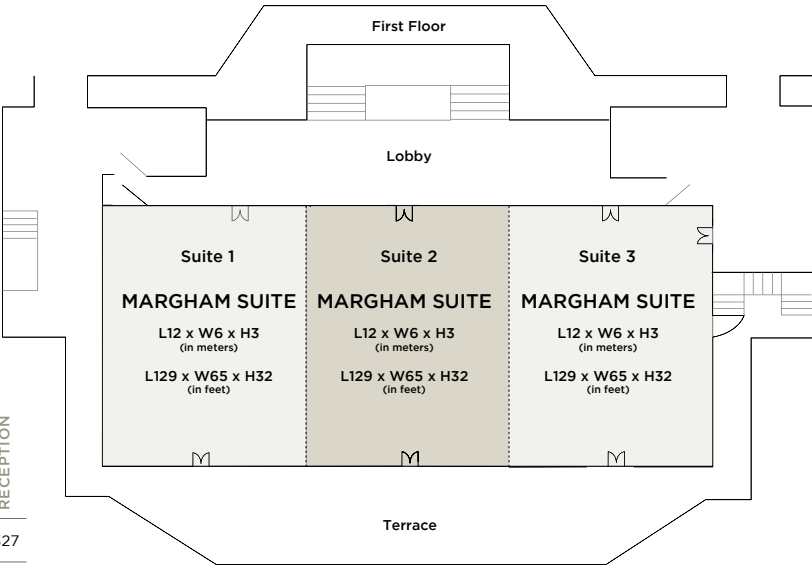 First Floor
Lobby
Suite 1
MARGHAM SUITE
L12 x W6 x H3
(in meters)
L129 x W65 x H32
(in feet)
Suite 2
MARGHAM SUITE
L12 x W6 x H3
(in meters)
L129 x W65 x H32
(in feet)
Suite 3
MARGHAM SUITE
L12 x W6 x H3
(in meters)
L129 x W65 x H32
(in feet)
Terrace
RECEPTION
27